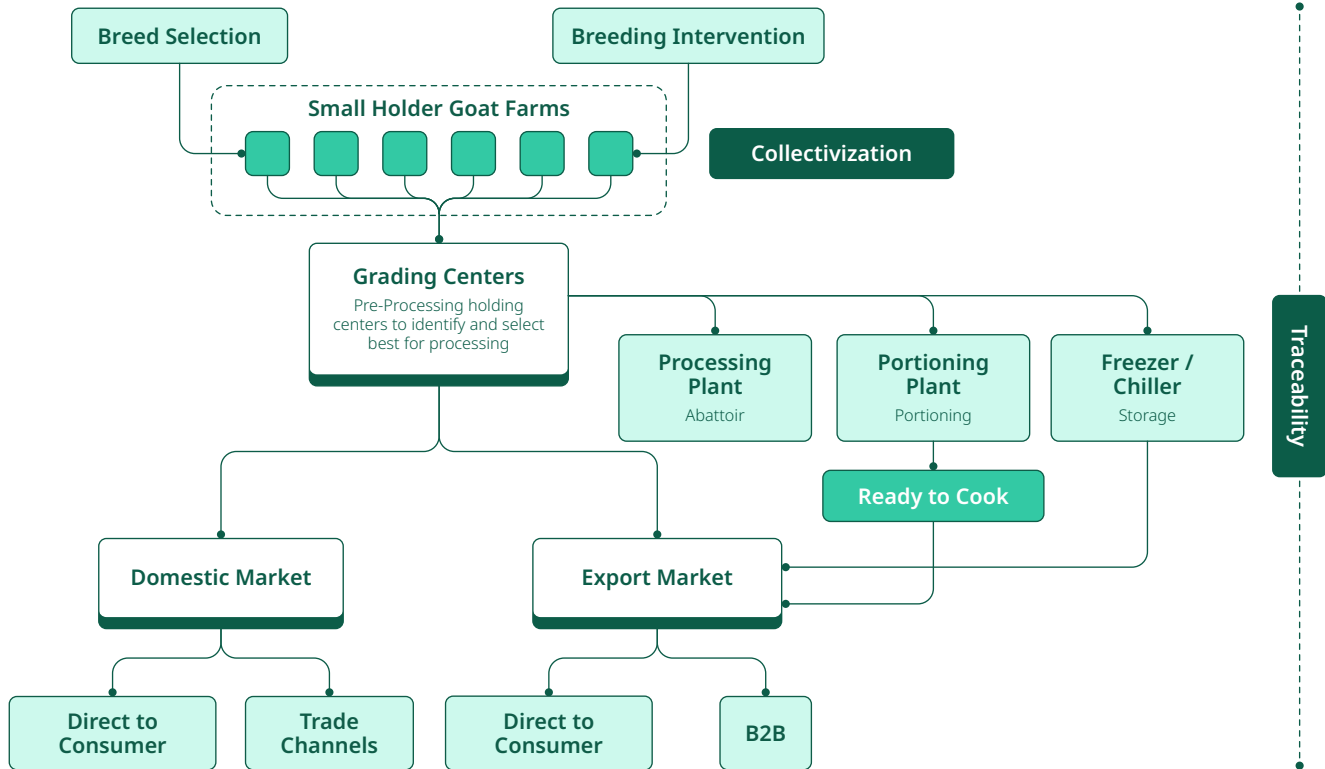 Breed Selection
Breeding Intervention
Small Holder Goat Farms
Collectivization
Grading Centers
Pre-Processing holding
centers to identify and select
best for processing
Processing
Plant
Abattoir
Portioning
Plant
Portioning
Freezer /
Chiller
Storage
Traceability
Ready to Cook
Domestic Market
Export Market
Direct to
Consumer
Trade
Channels
Direct to
Consumer
B2B